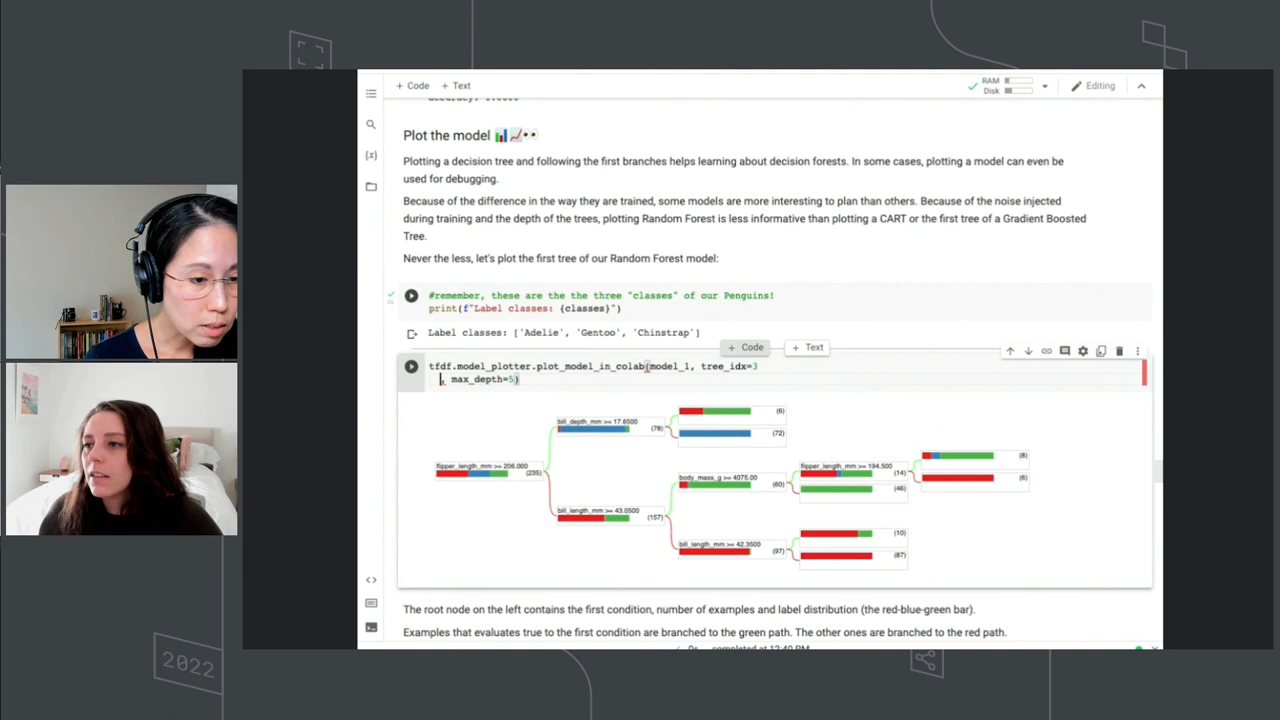 + Code + Text
RAM
Disk
Editing
Plot the model
Plotting a decision tree and following the first branches helps learning about decision forests. In some cases, plotting a model can even be
used for debugging.
Because of the difference in the way they are trained, some models are more interesting to plan than others. Because of the noise injected
during training and the depth of the trees, plotting Random Forest is less informative than plotting a CART or the first tree of a Gradient Boosted
Tree.
Never the less, let's plot the first tree of our Random Forest model:
#remember, these are the the three "classes" of our Penguins!
print(f"Label classes: {classes}")
Label classes: ['Adelie', 'Gentoo', 'Chinstrap']
+ Code + Text
tfdf.model_plotter.plot_model_in_colab(model_1, tree_idx=3
, max_depth=5)
(6)
bill_depth_mm >= 17.6500
(78)
(72)
flipper_length_mm >= 206.000
(235)
body_mass_g >= 4075.00
(60)
flipper_length_mm >= 194.500
(14)
(8)
(6)
(46)
bill_length_mm >= 43.0500
(157)
bill_length_mm >= 42.3500
(97)
(10)
(87)
The root node on the left contains the first condition, number of examples and label distribution (the red-blue-green bar).
Examples that evaluates true to the first condition are branched to the green path. The other ones are branched to the red path.
0s completed at 12:40 PM
2022